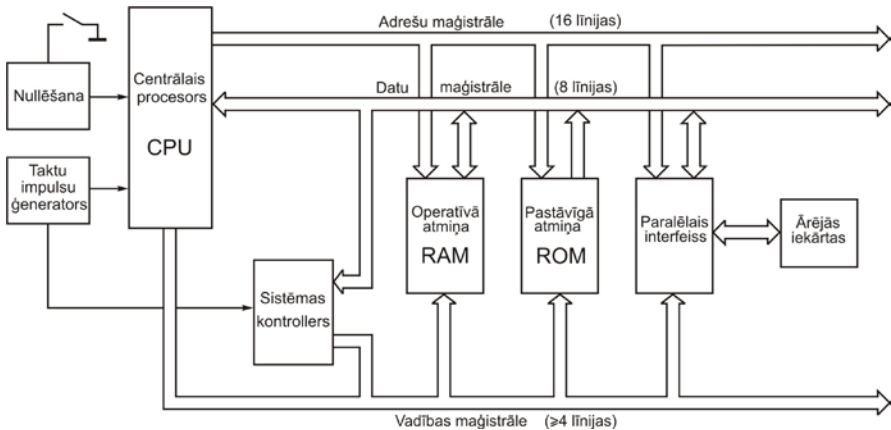 Adrešu maģistrāle (16 līnijas)
Nullēšana
Centrālais
procesors
CPU
Datu maģistrāle (8 līnijas)
Taktu
impulsu
ģenerators
Operatīvā
atmiņa
RAM
Pastāvīgā
atmiņa
ROM
Paralēlais
interfeiss
Ārējās
iekārtas
Sistēmas
kontrollers
Vadības maģistrāle (⩾4 līnijas)